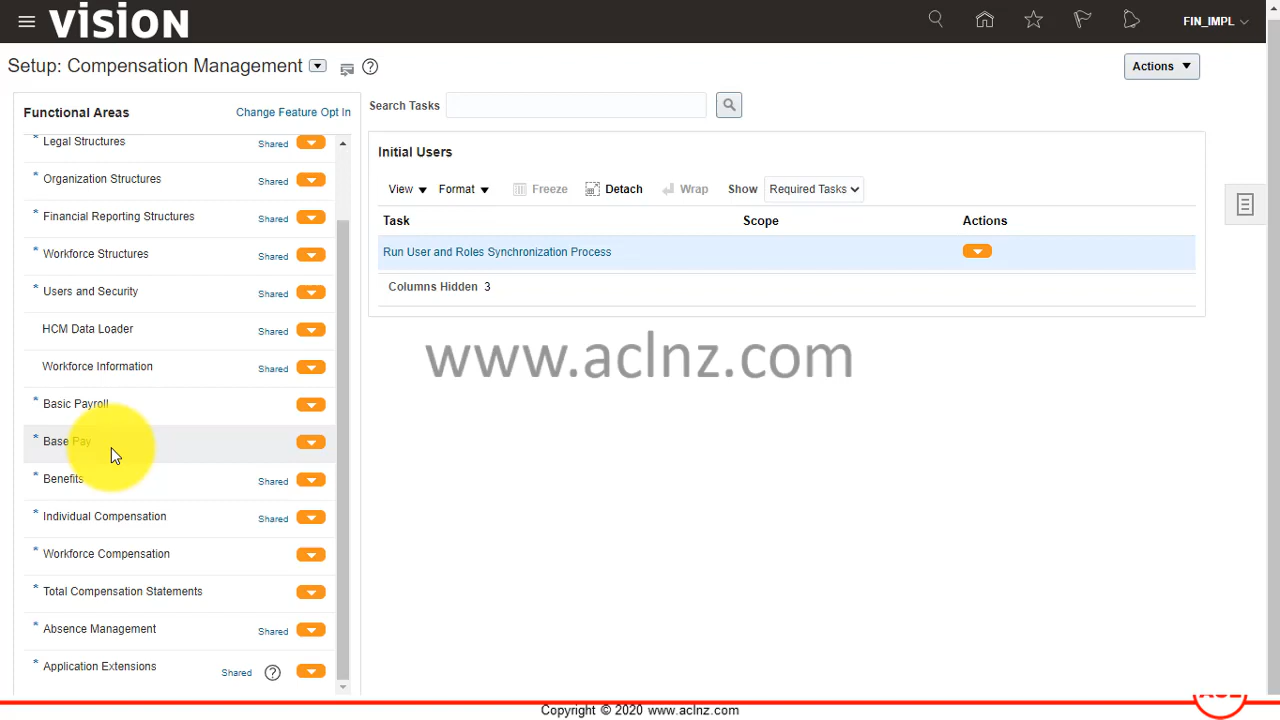 vision
FIN_IMPL
Setup: Compensation Management
Actions
Functional Areas
Change Feature Opt In
Search Tasks
* Legal Structures Shared
* Organization Structures Shared
* Financial Reporting Structures Shared
* Workforce Structures Shared
* Users and Security Shared
HCM Data Loader Shared
Workforce Information Shared
* Basic Payroll
* Base Pay
* Benefits Shared
* Individual Compensation Shared
* Workforce Compensation
* Total Compensation Statements
* Absence Management Shared
* Application Extensions Shared
Initial Users
View Format Freeze Detach Wrap Show Required Tasks
Task Scope Actions
Run User and Roles Synchronization Process
Columns Hidden 3
www.aclnz.com
Copyright © 2020 www.aclnz.com